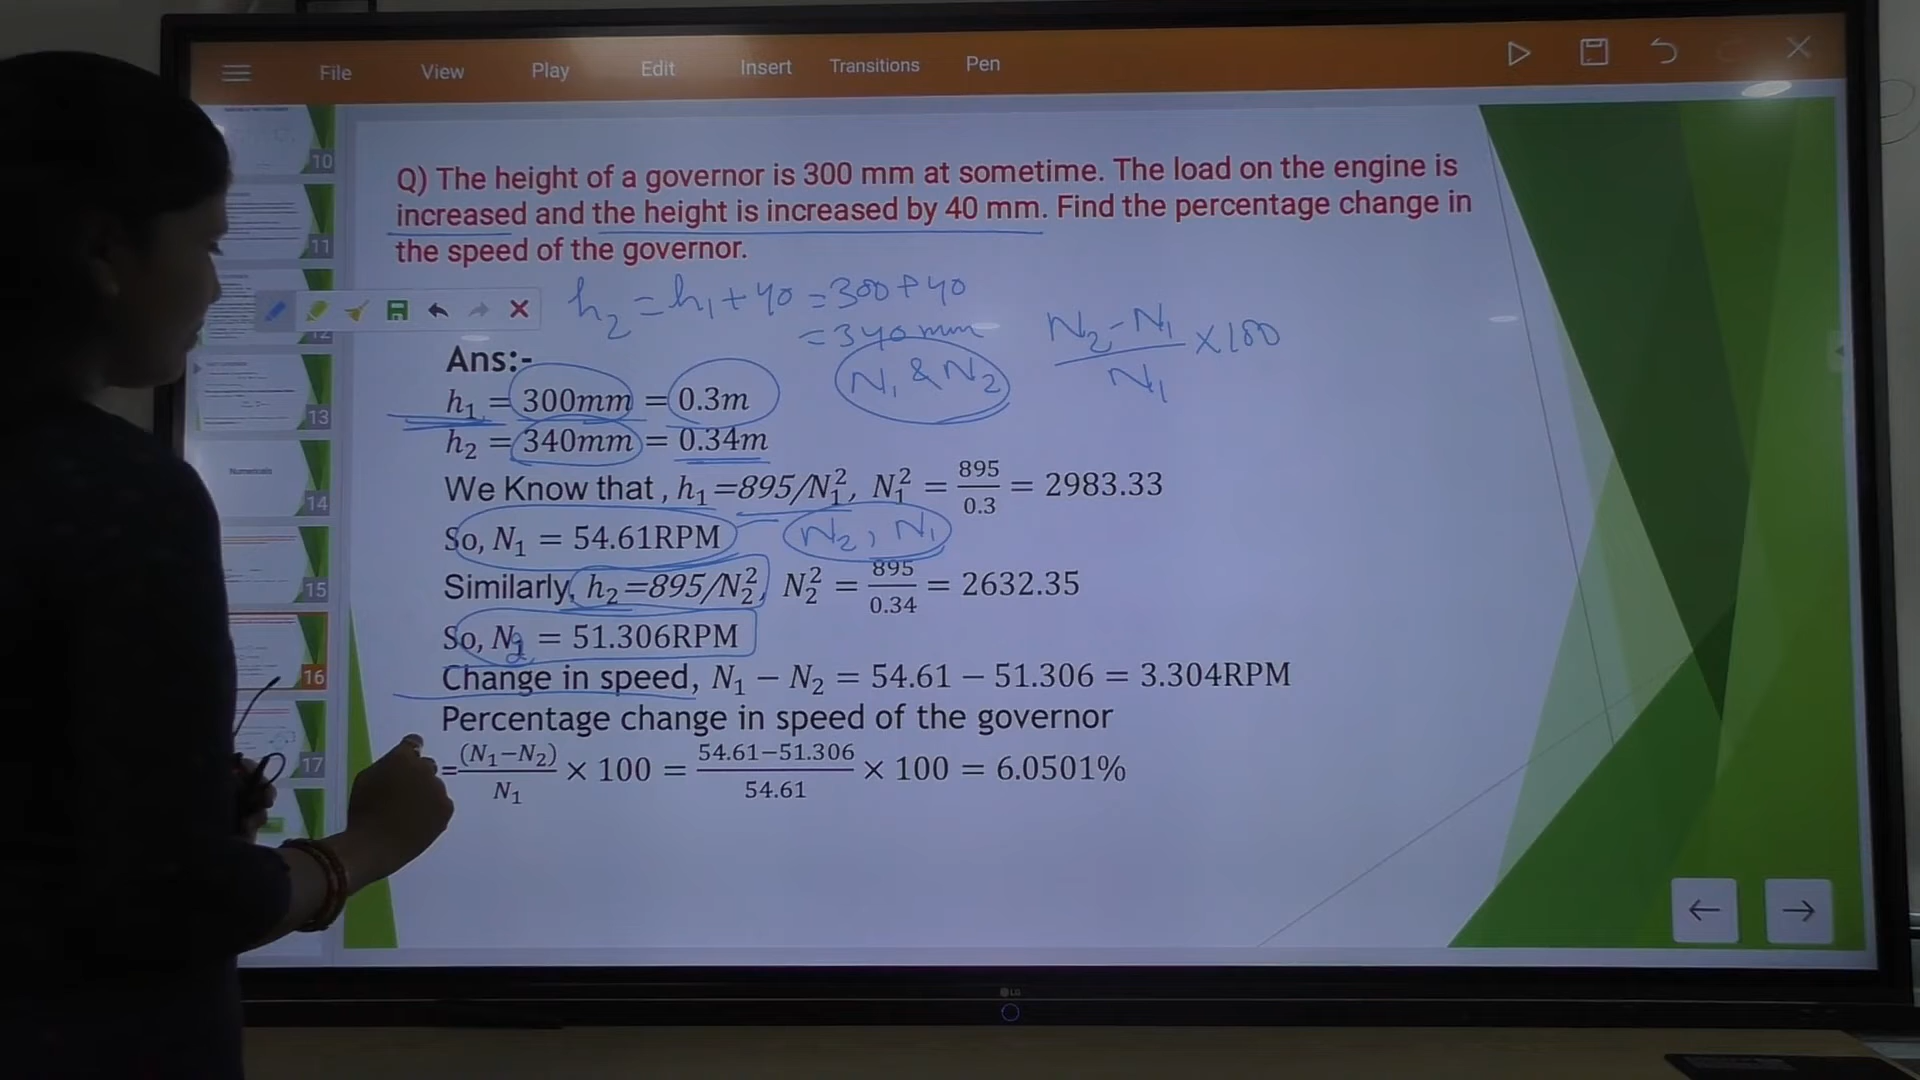 File View Play Edit Insert Transitions Pen
10
11
12
13
Numericals
14
15
16
17
Q) The height of a governor is 300 mm at sometime. The load on the engine is
increased and the height is increased by 40 mm. Find the percentage change in
the speed of the governor.
h₂ = h₁ + 40 = 300 + 40
= 340 mm
N₁ & N₂
N₂ - N₁ / N₁ × 100
Ans:-
h₁ = 300mm = 0.3m
h₂ = 340mm = 0.34m
We Know that , h₁=895/N₁², N₁² = 895/0.3 = 2983.33
So, N₁ = 54.61RPM
N₂, N₁
Similarly, h₂=895/N₂², N₂² = 895/0.34 = 2632.35
So, N₂ = 51.306RPM
Change in speed, N₁ − N₂ = 54.61 − 51.306 = 3.304RPM
Percentage change in speed of the governor
=(N₁−N₂)/N₁ × 100 = 54.61−51.306/54.61 × 100 = 6.0501%
LG